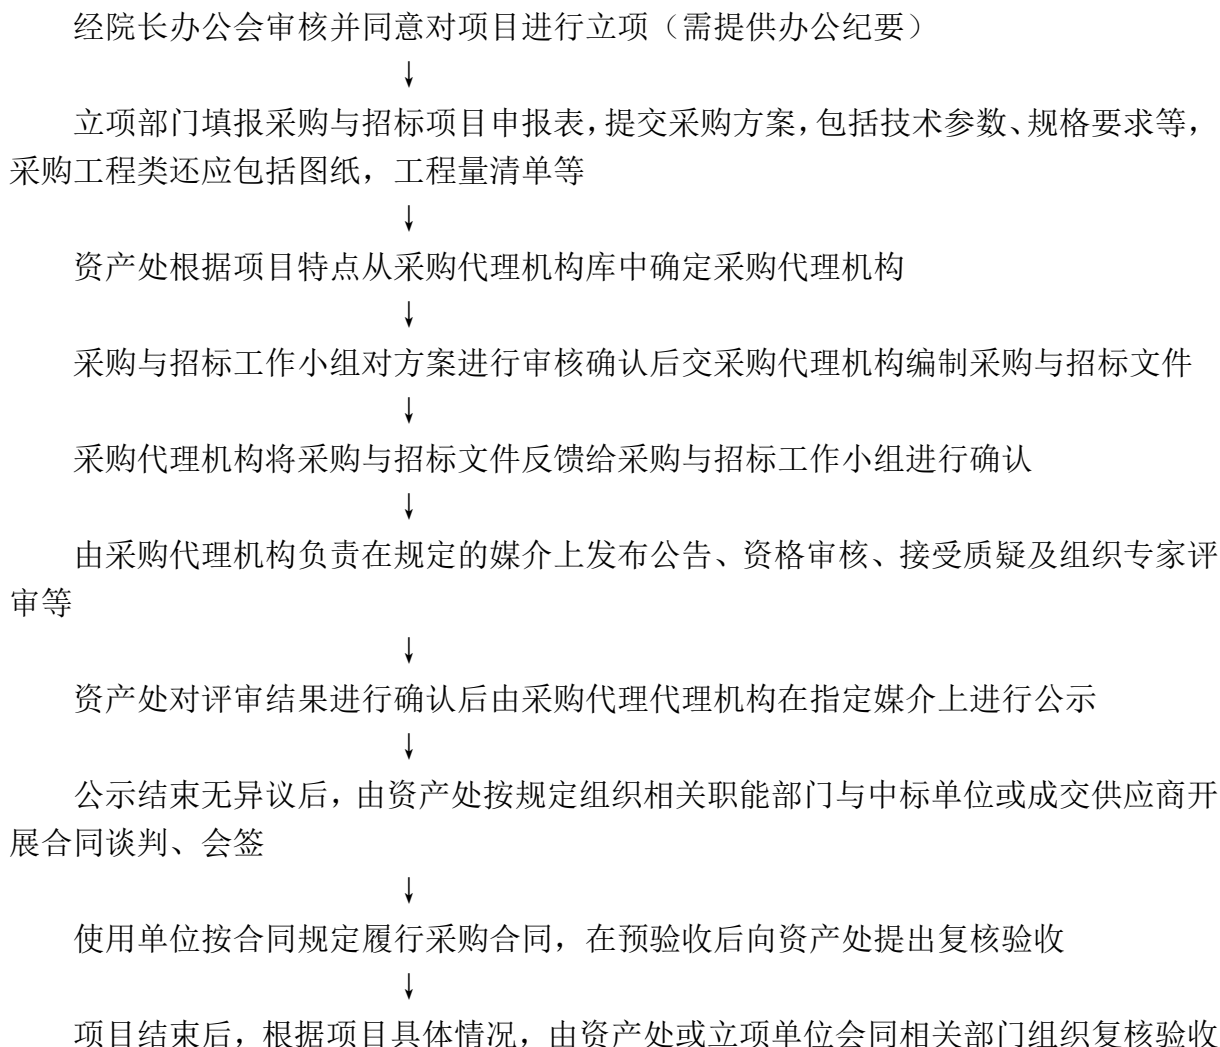 经院长办公会审核并同意对项目进行立项（需提供办公纪要）
↓
立项部门填报采购与招标项目申报表，提交采购方案，包括技术参数、规格要求等，
采购工程类还应包括图纸，工程量清单等
↓
资产处根据项目特点从采购代理机构库中确定采购代理机构
↓
采购与招标工作小组对方案进行审核确认后交采购代理机构编制采购与招标文件
↓
采购代理机构将采购与招标文件反馈给采购与招标工作小组进行确认
↓
由采购代理机构负责在规定的媒介上发布公告、资格审核、接受质疑及组织专家评
审等
↓
资产处对评审结果进行确认后由采购代理代理机构在指定媒介上进行公示
↓
公示结束无异议后，由资产处按规定组织相关职能部门与中标单位或成交供应商开
展合同谈判、会签
↓
使用单位按合同规定履行采购合同，在预验收后向资产处提出复核验收
↓
项目结束后，根据项目具体情况，由资产处或立项单位会同相关部门组织复核验收